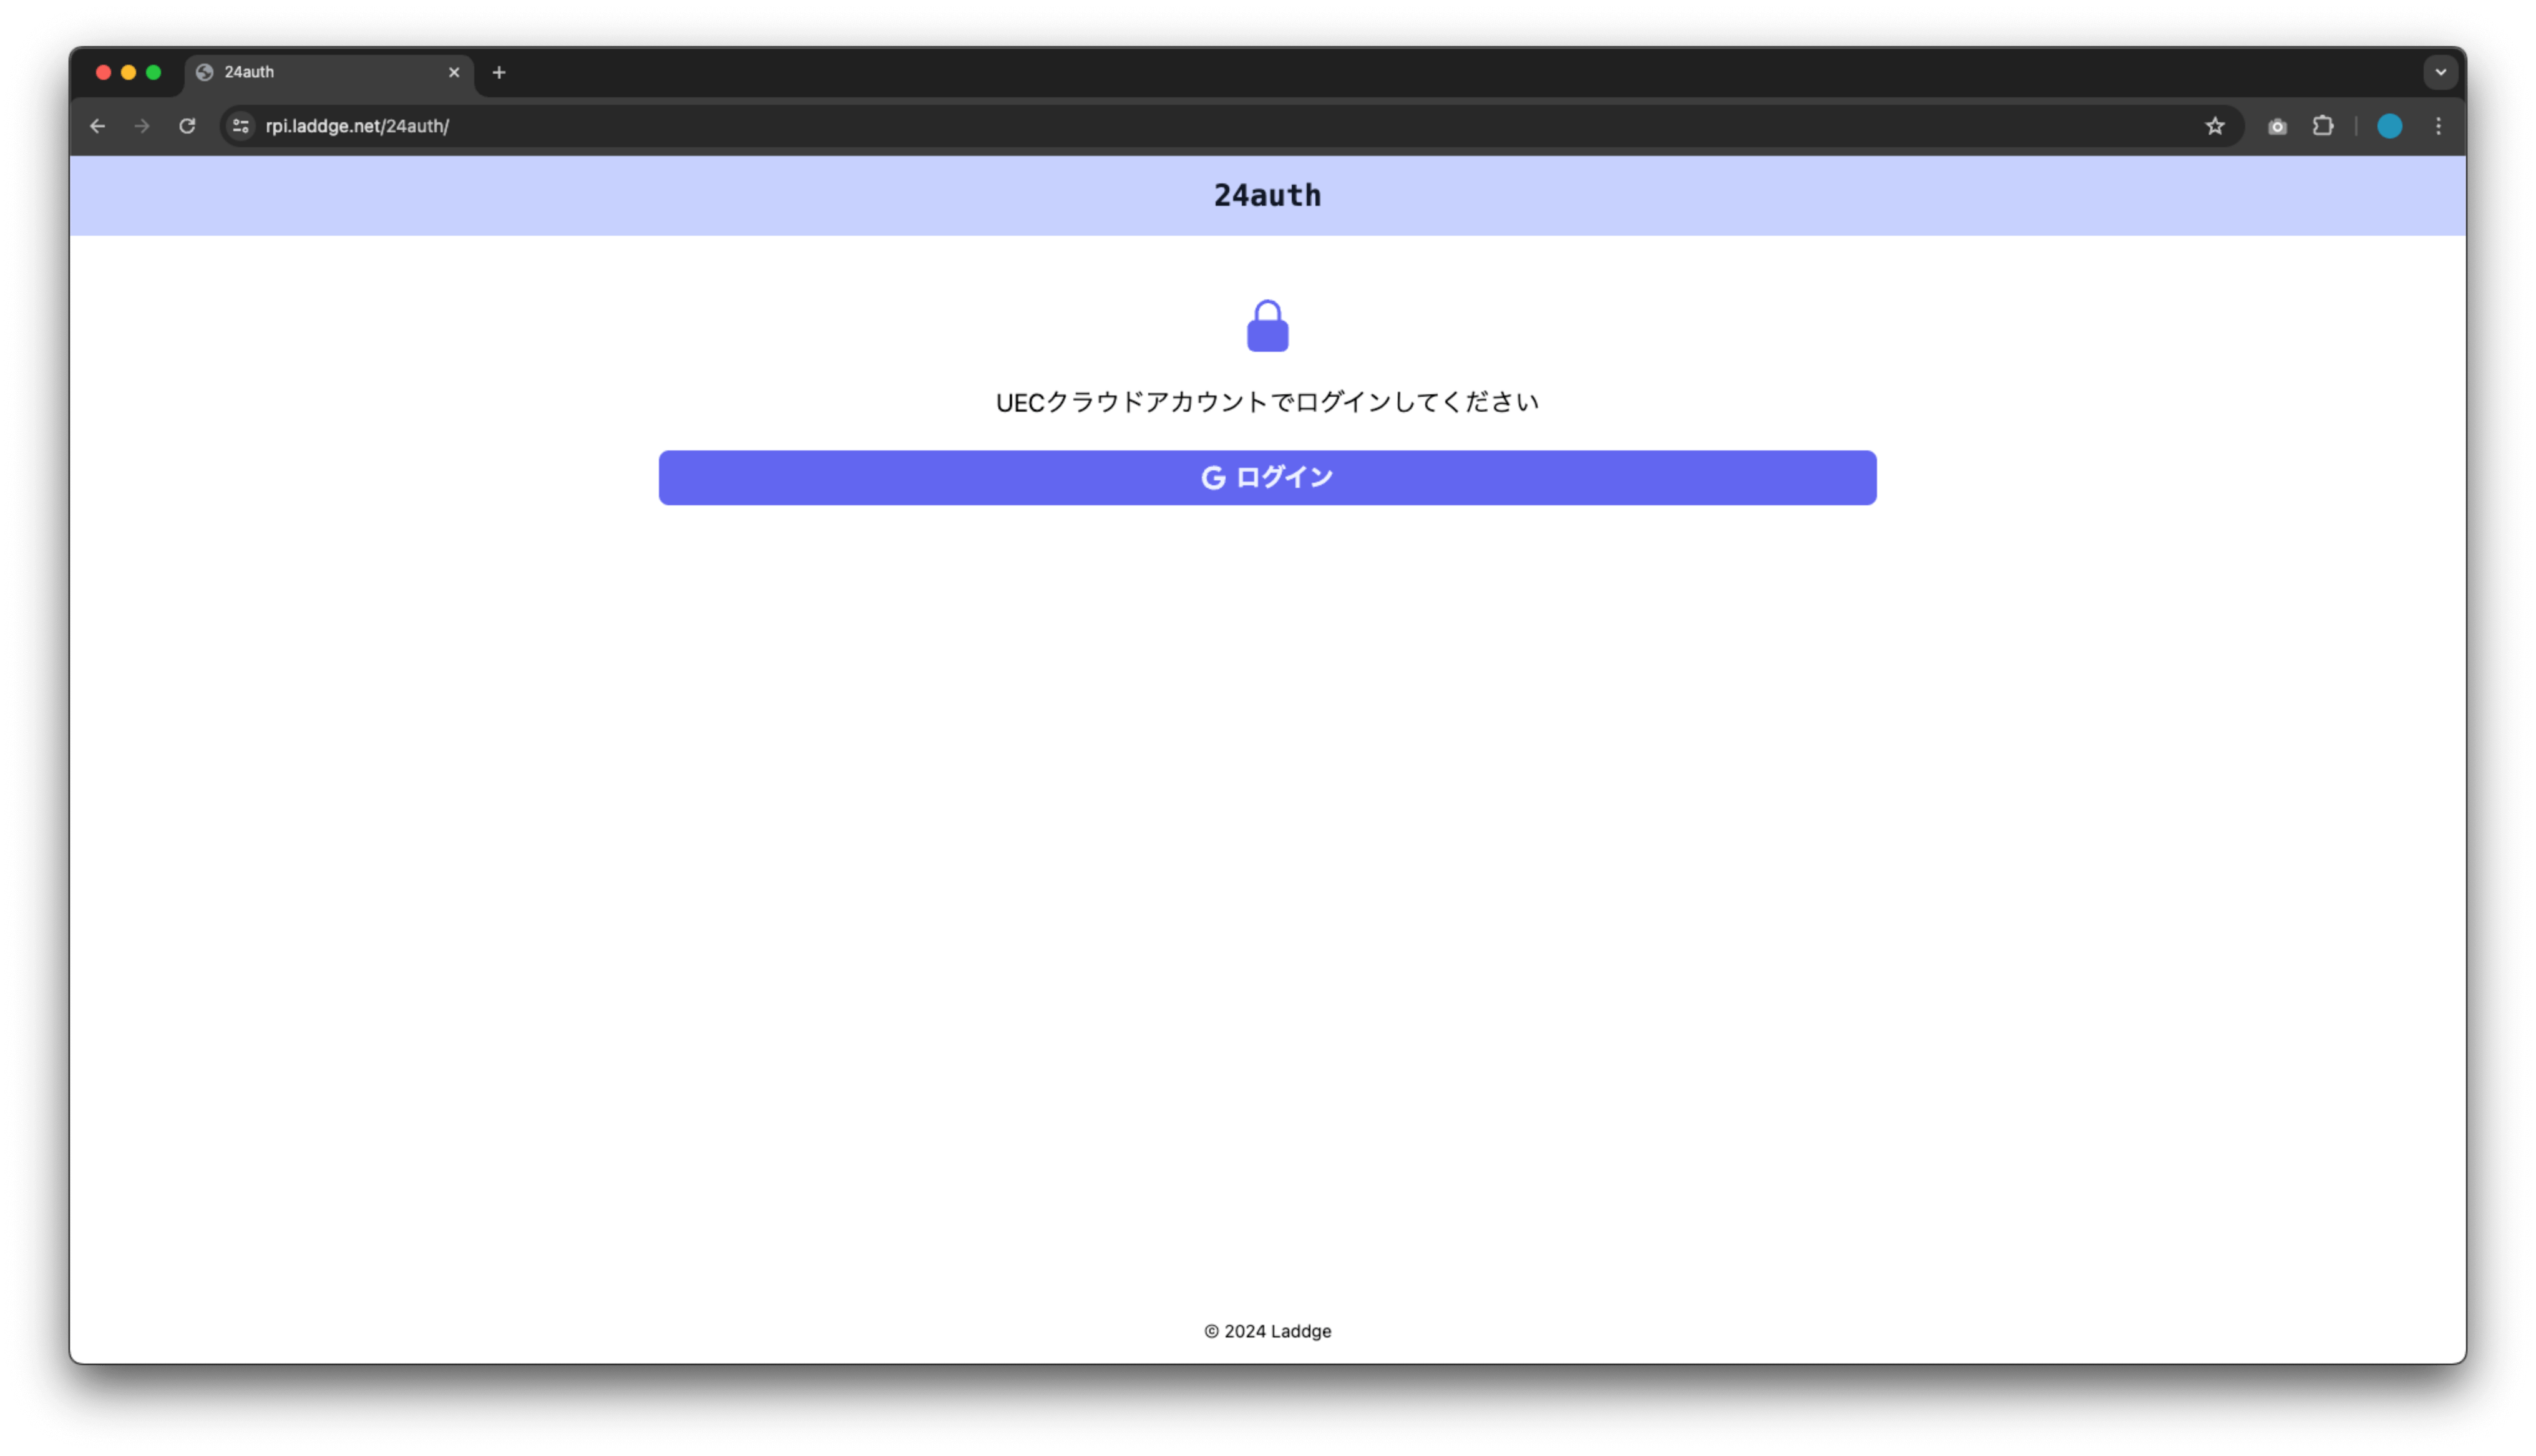 24auth
rpi.laddge.net/24auth/
24auth
UECクラウドアカウントでログインしてください
G ログイン
© 2024 Laddge